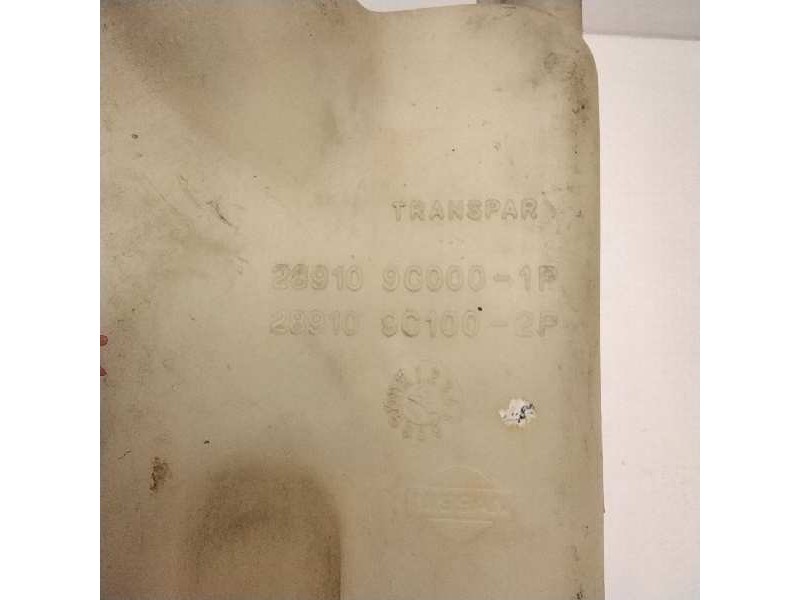 TRANSPAR
28910 9C000-1P
28910 9C100-2P
NISSAN